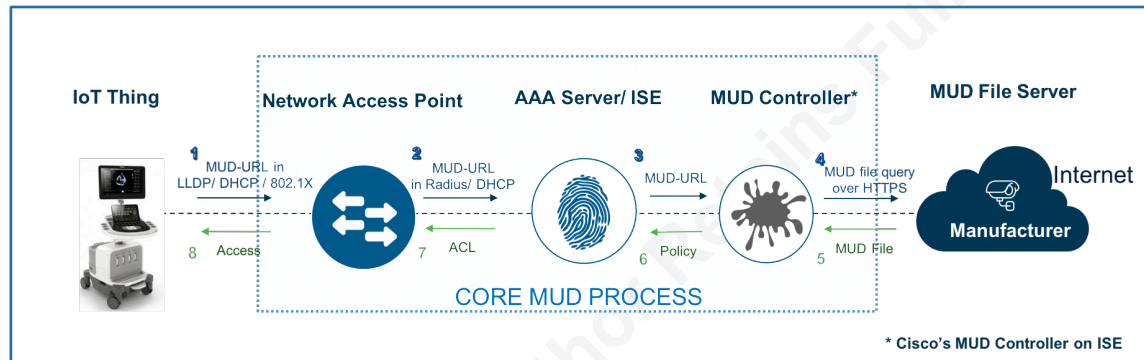 IoT Thing
Network Access Point
AAA Server/ ISE
MUD Controller*
MUD File Server
1
MUD-URL in
LLDP/ DHCP / 802.1X
2
MUD-URL
in Radius/ DHCP
3
MUD-URL
4
MUD file query
over HTTPS
Internet
Manufacturer
8
Access
7
ACL
6
Policy
5
MUD File
CORE MUD PROCESS
* Cisco's MUD Controller on ISE